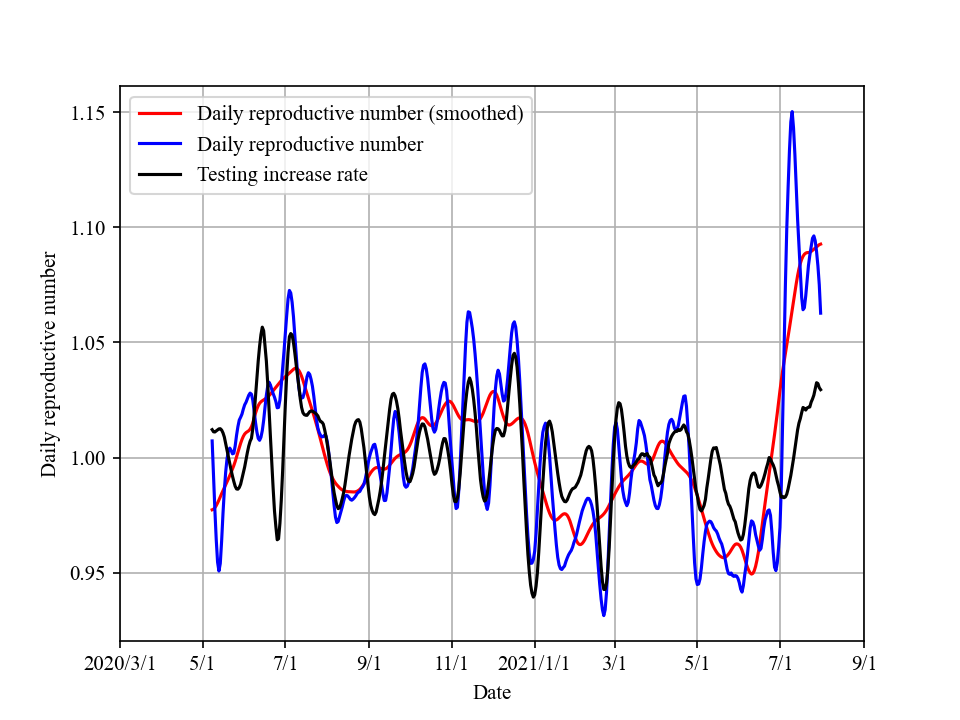 Daily reproductive number (smoothed)
Daily reproductive number
Testing increase rate
Daily reproductive number
1.15
1.10
1.05
1.00
0.95
2020/3/1 5/1 7/1 9/1 11/1 2021/1/1 3/1 5/1 7/1 9/1
Date